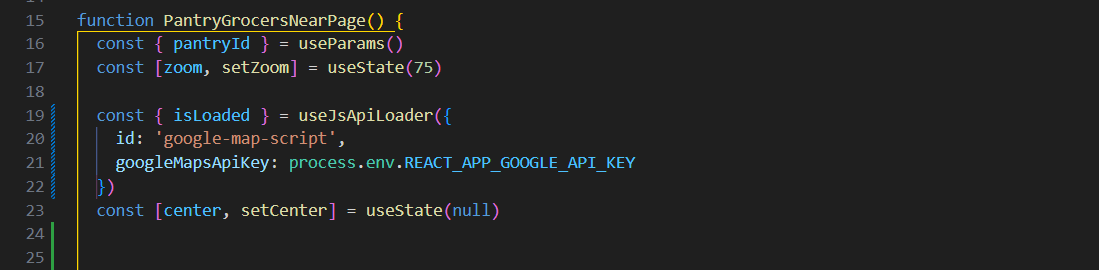 15 function PantryGrocersNearPage() {
16 const { pantryId } = useParams()
17 const [zoom, setZoom] = useState(75)
18
19 const { isLoaded } = useJsApiLoader({
20 id: 'google-map-script',
21 googleMapsApiKey: process.env.REACT_APP_GOOGLE_API_KEY
22 })
23 const [center, setCenter] = useState(null)
24
25